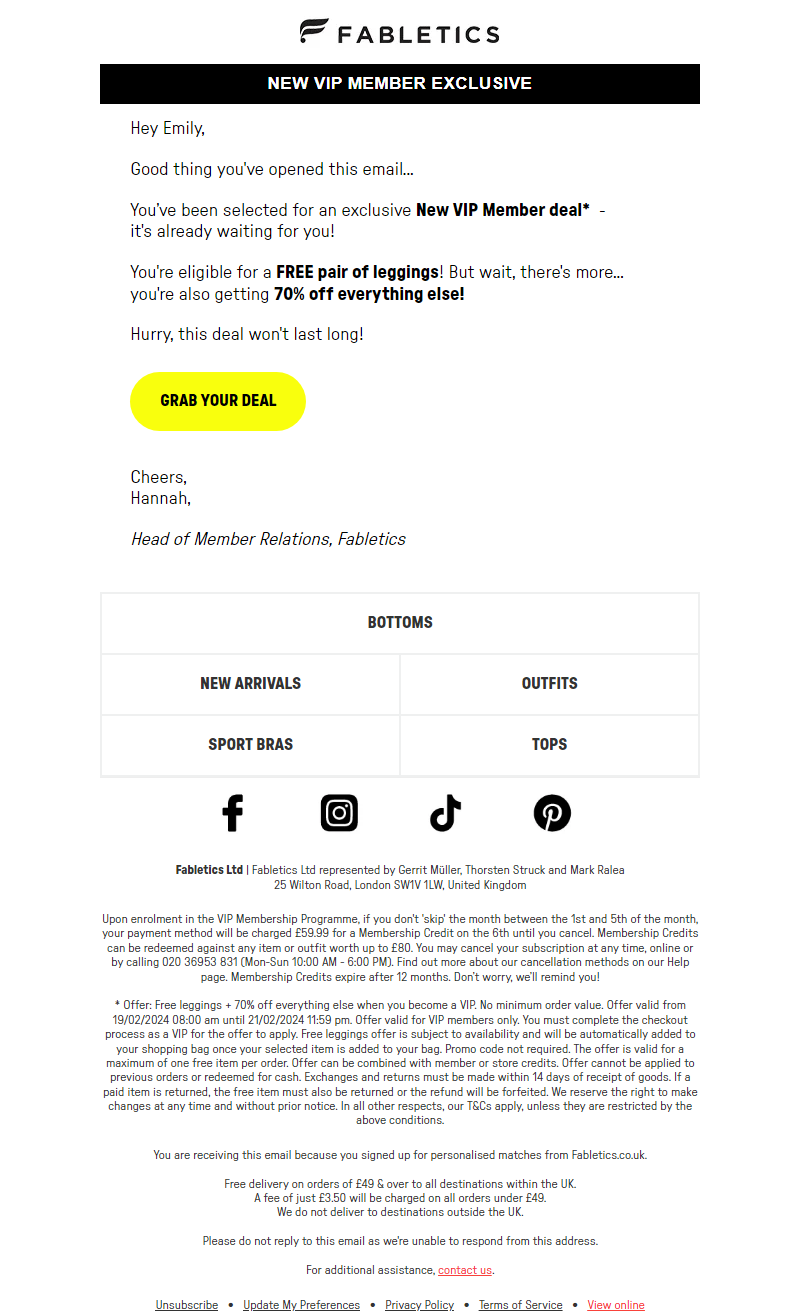 FABLETICS
NEW VIP MEMBER EXCLUSIVE
Hey Emily,
Good thing you've opened this email...
You've been selected for an exclusive New VIP Member deal* -
it's already waiting for you!
You're eligible for a FREE pair of leggings! But wait, there's more...
you're also getting 70% off everything else!
Hurry, this deal won't last long!
GRAB YOUR DEAL
Cheers,
Hannah,
Head of Member Relations, Fabletics
BOTTOMS
NEW ARRIVALS OUTFITS
SPORT BRAS TOPS
Fabletics Ltd | Fabletics Ltd represented by Gerrit Müller, Thorsten Struck and Mark Ralea
25 Wilton Road, London SW1V 1LW, United Kingdom
Upon enrolment in the VIP Membership Programme, if you don't 'skip' the month between the 1st and 5th of the month,
your payment method will be charged £59.99 for a Membership Credit on the 6th until you cancel. Membership Credits
can be redeemed against any item or outfit worth up to £80. You may cancel your subscription at any time, online or
by calling 020 36953 831 (Mon-Sun 10:00 AM - 6:00 PM). Find out more about our cancellation methods on our Help
page. Membership Credits expire after 12 months. Don't worry, we'll remind you!
* Offer: Free leggings + 70% off everything else when you become a VIP. No minimum order value. Offer valid from
19/02/2024 08:00 am until 21/02/2024 11:59 pm. Offer valid for VIP members only. You must complete the checkout
process as a VIP for the offer to apply. Free leggings offer is subject to availability and will be automatically added to
your shopping bag once your selected item is added to your bag. Promo code not required. The offer is valid for a
maximum of one free item per order. Offer can be combined with member or store credits. Offer cannot be applied to
previous orders or redeemed for cash. Exchanges and returns must be made within 14 days of receipt of goods. If a
paid item is returned, the free item must also be returned or the refund will be forfeited. We reserve the right to make
changes at any time and without prior notice. In all other respects, our T&Cs apply, unless they are restricted by the
above conditions.
You are receiving this email because you signed up for personalised matches from Fabletics.co.uk.
Free delivery on orders of £49 & over to all destinations within the UK.
A fee of just £3.50 will be charged on all orders under £49.
We do not deliver to destinations outside the UK.
Please do not reply to this email as we're unable to respond from this address.
For additional assistance, contact us.
Unsubscribe • Update My Preferences • Privacy Policy • Terms of Service • View online